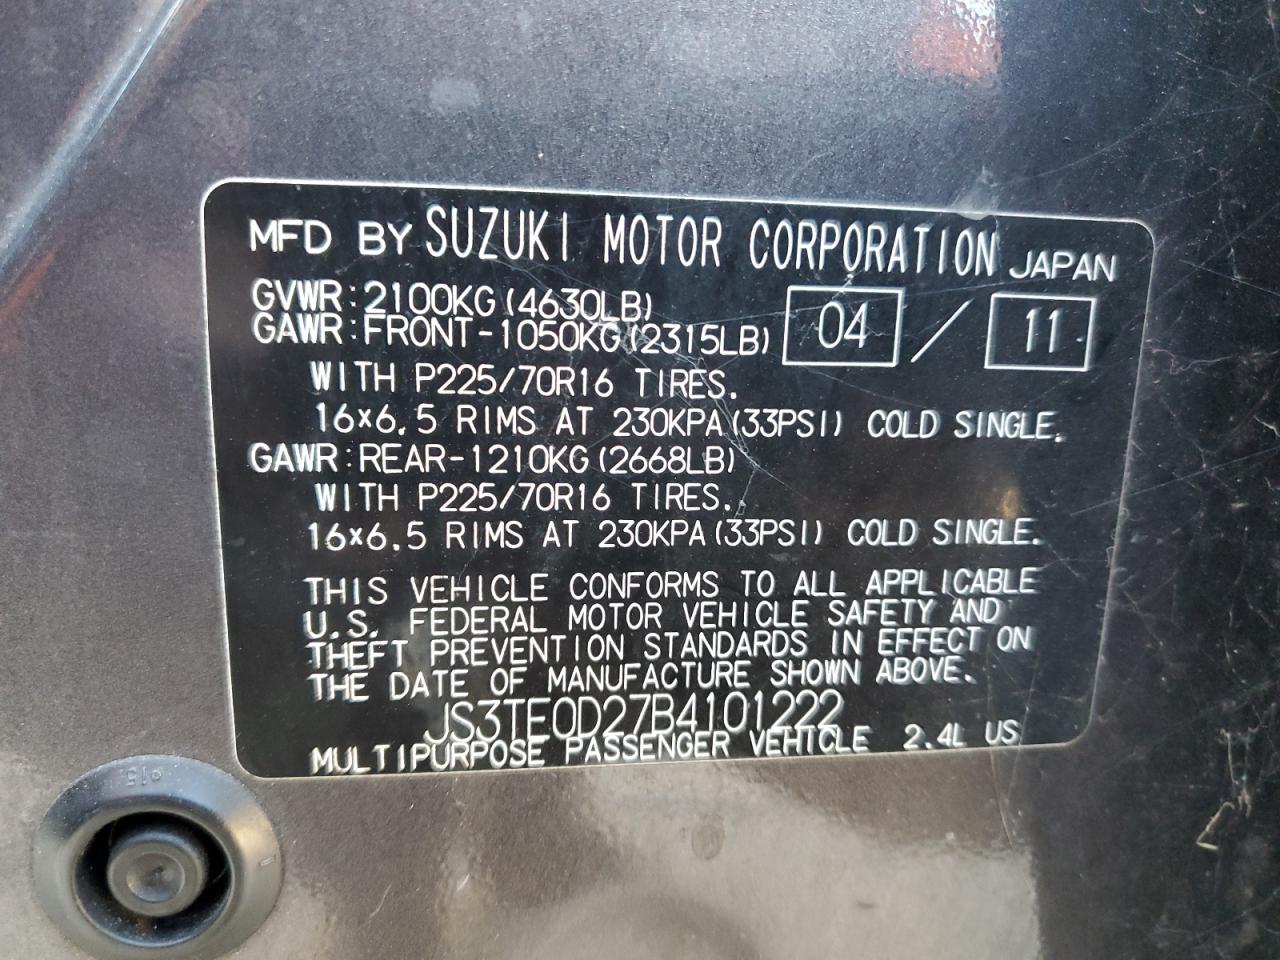 MFD BY SUZUKI MOTOR CORPORATION JAPAN
GVWR:2100KG(4630LB)
GAWR:FRONT-1050KG(2315LB) 04 / 11
WITH P225/70R16 TIRES.
16×6.5 RIMS AT 230KPA(33PSI) COLD SINGLE.
GAWR:REAR-1210KG(2668LB)
WITH P225/70R16 TIRES.
16×6.5 RIMS AT 230KPA(33PSI) COLD SINGLE.
THIS VEHICLE CONFORMS TO ALL APPLICABLE
U.S. FEDERAL MOTOR VEHICLE SAFETY AND
THEFT PREVENTION STANDARDS IN EFFECT ON
THE DATE OF MANUFACTURE SHOWN ABOVE.
JS3TE0D27B4101222
MULTIPURPOSE PASSENGER VEHICLE 2.4L US